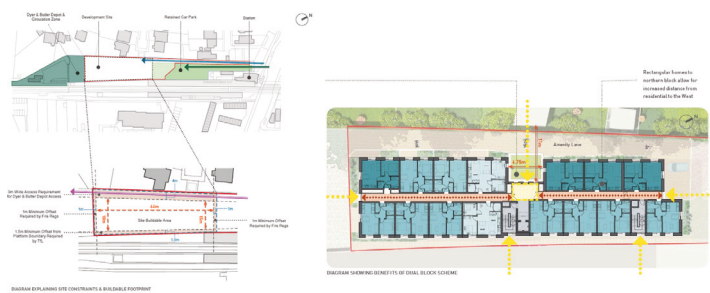 Dyer & Butler Depot &
Circulation Zone
Development Site
Retained Car Park
Station
N
3m Wide Access Requirement
for Dyer & Butler Depot Access
1m Minimum Offset
Required by Fire Regs
1.5m Minimum Offset from
Platform Boundary Required
by TfL
Site Buildable Area
1m Minimum Offset
Required by Fire Regs
DIAGRAM EXPLAINING SITE CONSTRAINTS & BUILDABLE FOOTPRINT
Rectangular homes to
northern block allow for
increased distance from
residential to the West
Amenity Lane
4.75m
DIAGRAM SHOWING BENEFITS OF DUAL BLOCK SCHEME